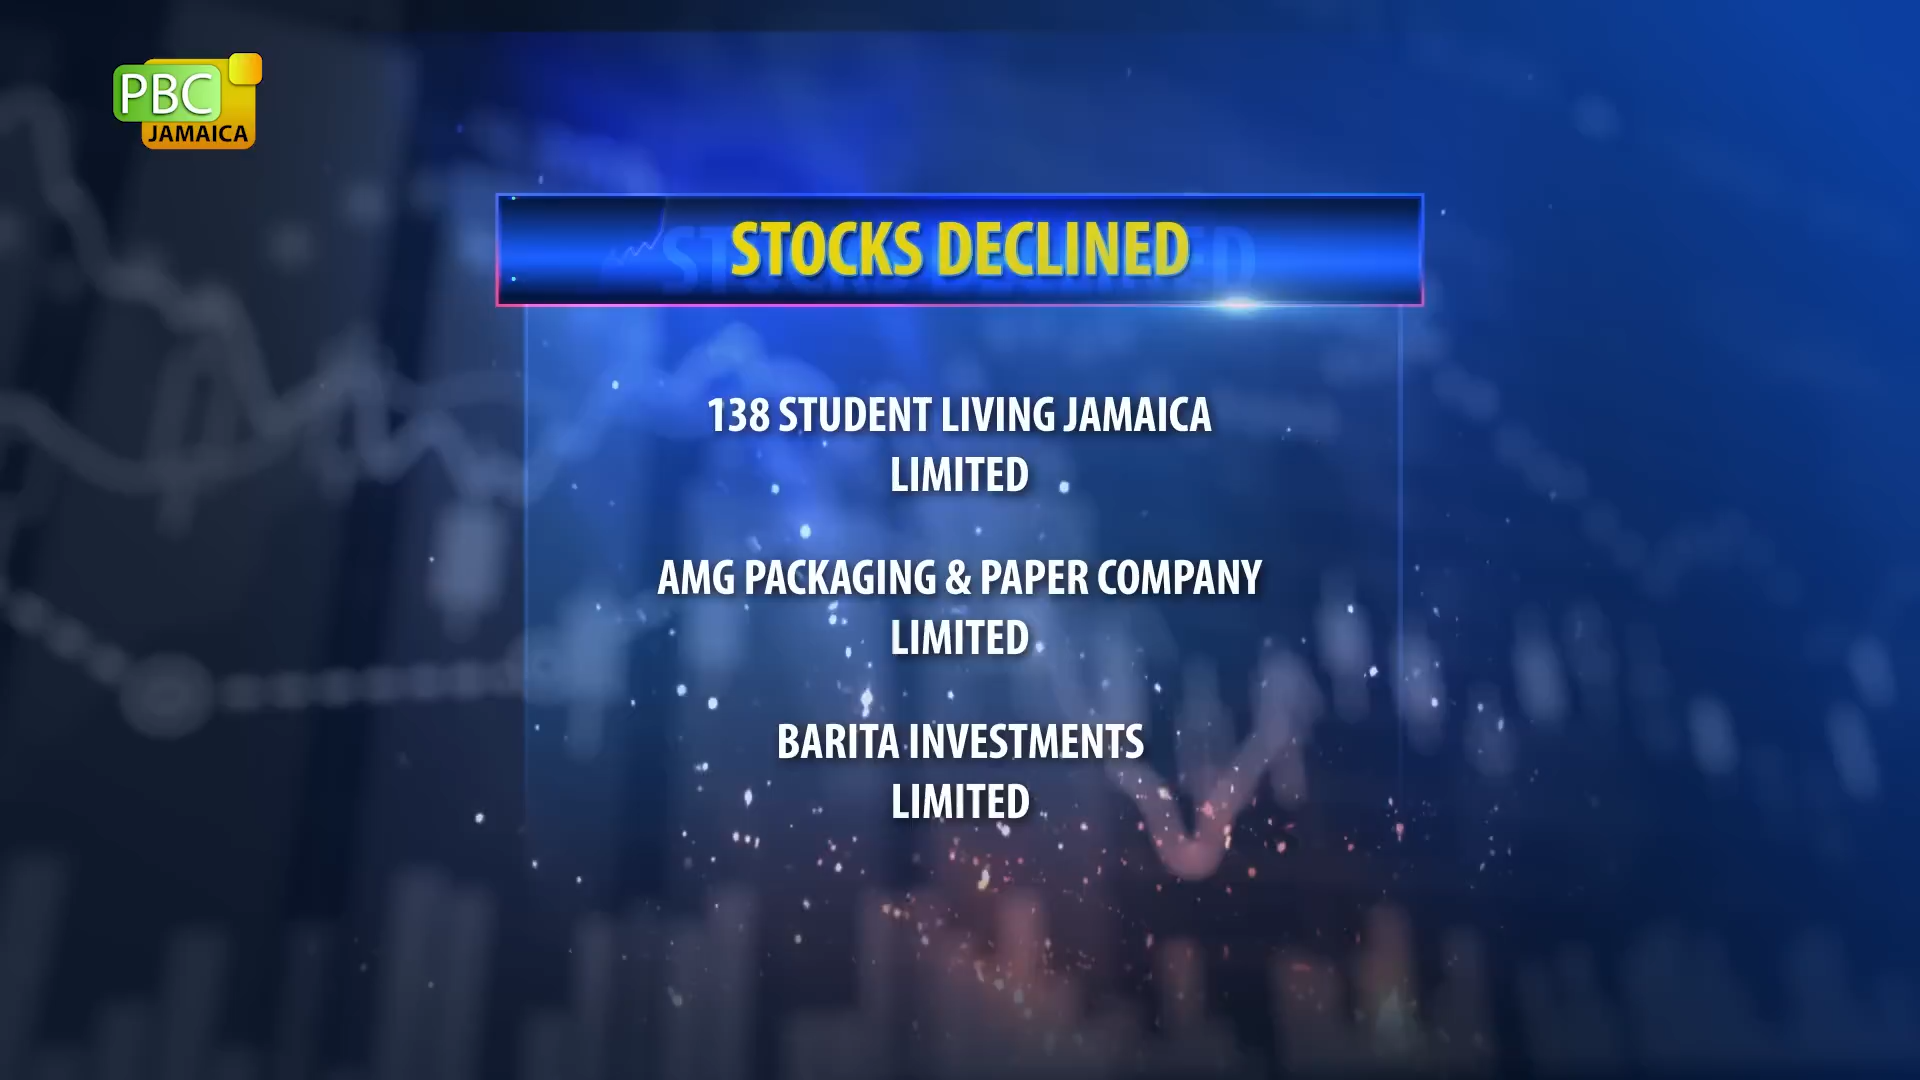 PBC
JAMAICA
STOCKS DECLINED
138 STUDENT LIVING JAMAICA
LIMITED
AMG PACKAGING & PAPER COMPANY
LIMITED
BARITA INVESTMENTS
LIMITED